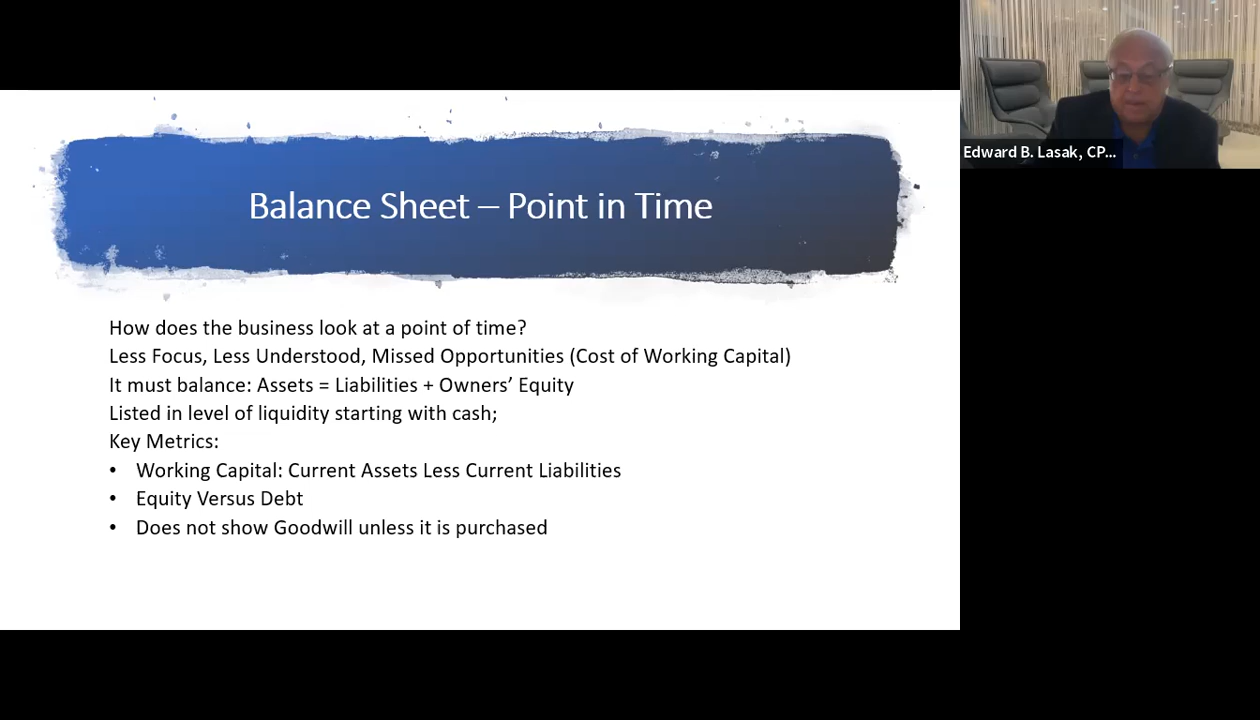 Balance Sheet – Point in Time
How does the business look at a point of time?
Less Focus, Less Understood, Missed Opportunities (Cost of Working Capital)
It must balance: Assets = Liabilities + Owners’ Equity
Listed in level of liquidity starting with cash;
Key Metrics:
• Working Capital: Current Assets Less Current Liabilities
• Equity Versus Debt
• Does not show Goodwill unless it is purchased
Edward B. Lasak, CP...